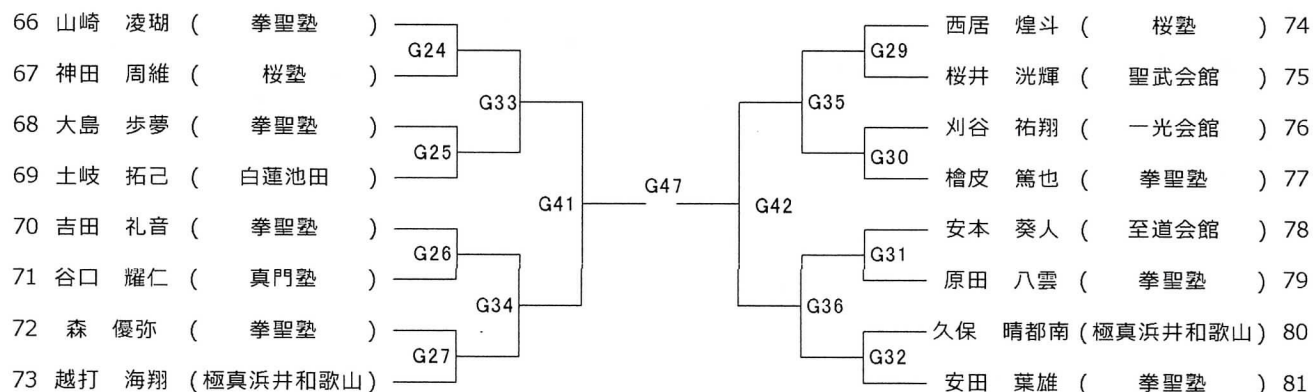 66 山崎 凌瑚 ( 拳聖塾 )
67 神田 周維 ( 桜塾 )
68 大島 歩夢 ( 拳聖塾 )
69 土岐 拓己 ( 白蓮池田 )
70 吉田 礼音 ( 拳聖塾 )
71 谷口 耀仁 ( 真門塾 )
72 森 優弥 ( 拳聖塾 )
73 越打 海翔 (極真浜井和歌山)
G24
G25
G26
G27
G33
G34
G41
G47
G42
G35
G36
G29
G30
G31
G32
西居 煌斗 ( 桜塾 ) 74
桜井 洸輝 ( 聖武会館 ) 75
刈谷 祐翔 ( 一光会館 ) 76
檜皮 篤也 ( 拳聖塾 ) 77
安本 葵人 ( 至道会館 ) 78
原田 八雲 ( 拳聖塾 ) 79
久保 晴都南 (極真浜井和歌山) 80
安田 葉雄 ( 拳聖塾 ) 81